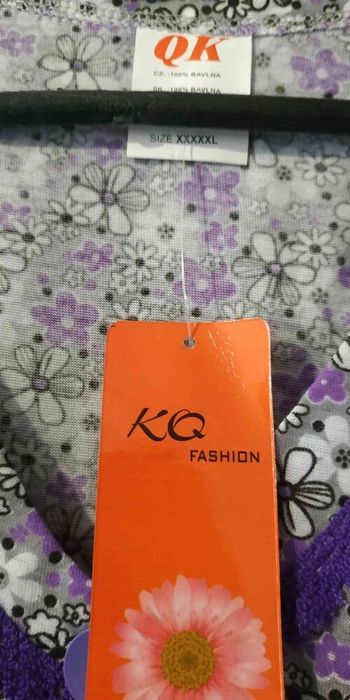 QK
CZ. :100% BAVLNA
SK. :100% BAVLNA
SIZE XXXXXL
KQ
FASHION